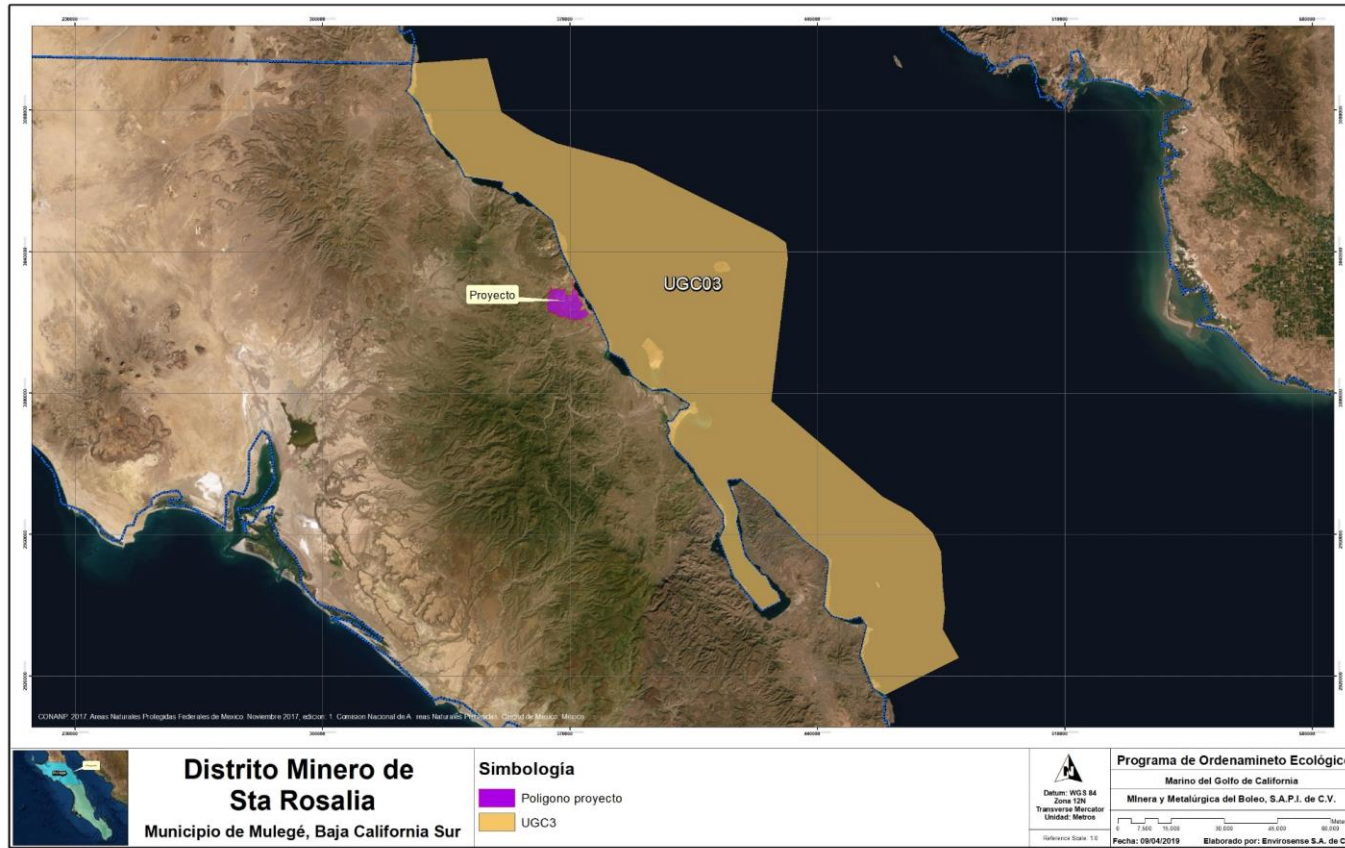 UGC03
Proyecto
CONANP. 2017. Areas Naturales Protegidas Federales de Mexico. Noviembre 2017, edicion: 1. Comision Nacional de A reas Naturales Protegidas. Ciudad de Mexico, Mexico.
Distrito Minero de
Sta Rosalia
Municipio de Mulegé, Baja California Sur
Simbología
Poligono proyecto
UGC3
Datum: WGS 84
Zona 12N
Transverse Mercator
Unidad: Metros
Reference Scale: 1:0
Programa de Ordenamineto Ecológico
Marino del Golfo de California
MInera y Metalúrgica del Boleo, S.A.P.I. de C.V.
0 7,500 15,000 30,000 45,000 60,000
Fecha: 09/04/2019 Elaborado por: Envirosense S.A. de C